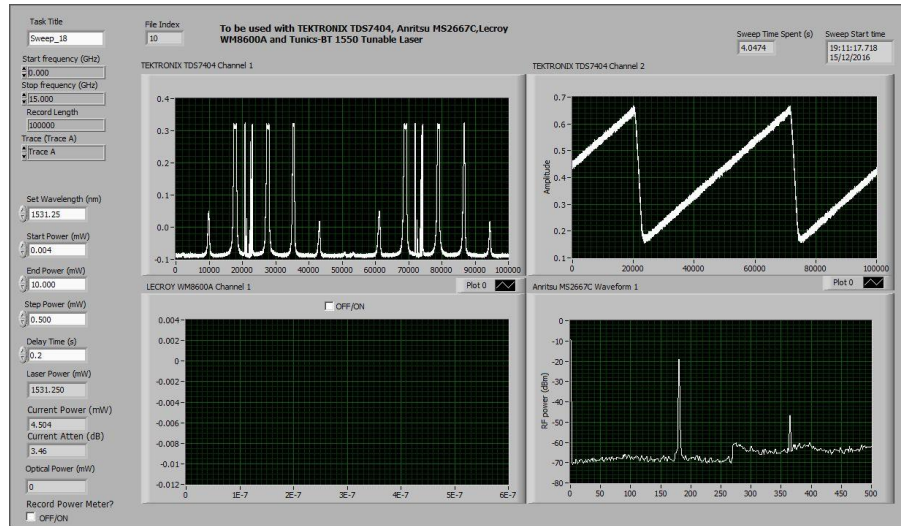 Task Title
Sweep_18
File Index
10
To be used with TEKTRONIX TDS7404, Anritsu MS2667C,Lecroy
WM8600A and Tunics-BT 1550 Tunable Laser
Sweep Time Spent (s)
4.0474
Sweep Start time
19:11:17.718
15/12/2016
Start frequency (GHz)
0.000
Stop frequency (GHz)
15.000
Record Length
100000
Trace (Trace A)
Trace A
Set Wavelength (nm)
1531.25
Start Power (mW)
0.004
End Power (mW)
10.000
Step Power (mW)
0.500
Delay Time (s)
0.2
Laser Power (mW)
1531.250
Current Power (mW)
4.504
Current Atten (dB)
3.46
Optical Power (mW)
0
Record Power Meter?
OFF/ON
TEKTRONIX TDS7404 Channel 1
0.4
0.3
0.2
0.1
0.0
-0.1
0 10000 20000 30000 40000 50000 60000 70000 80000 90000 100000
TEKTRONIX TDS7404 Channel 2
Amplitude
0.7
0.6
0.5
0.4
0.3
0.2
0.1
0 20000 40000 60000 80000 100000
LECROY WM8600A Channel 1
Plot 0
OFF/ON
0.004
0.002
0
-0.002
-0.004
-0.006
-0.008
-0.01
-0.012
0 1E-7 2E-7 3E-7 4E-7 5E-7 6E-7
Anritsu MS2667C Waveform 1
Plot 0
RF power (dBm)
0
-10
-20
-30
-40
-50
-60
-70
-80
0 50 100 150 200 250 300 350 400 450 500